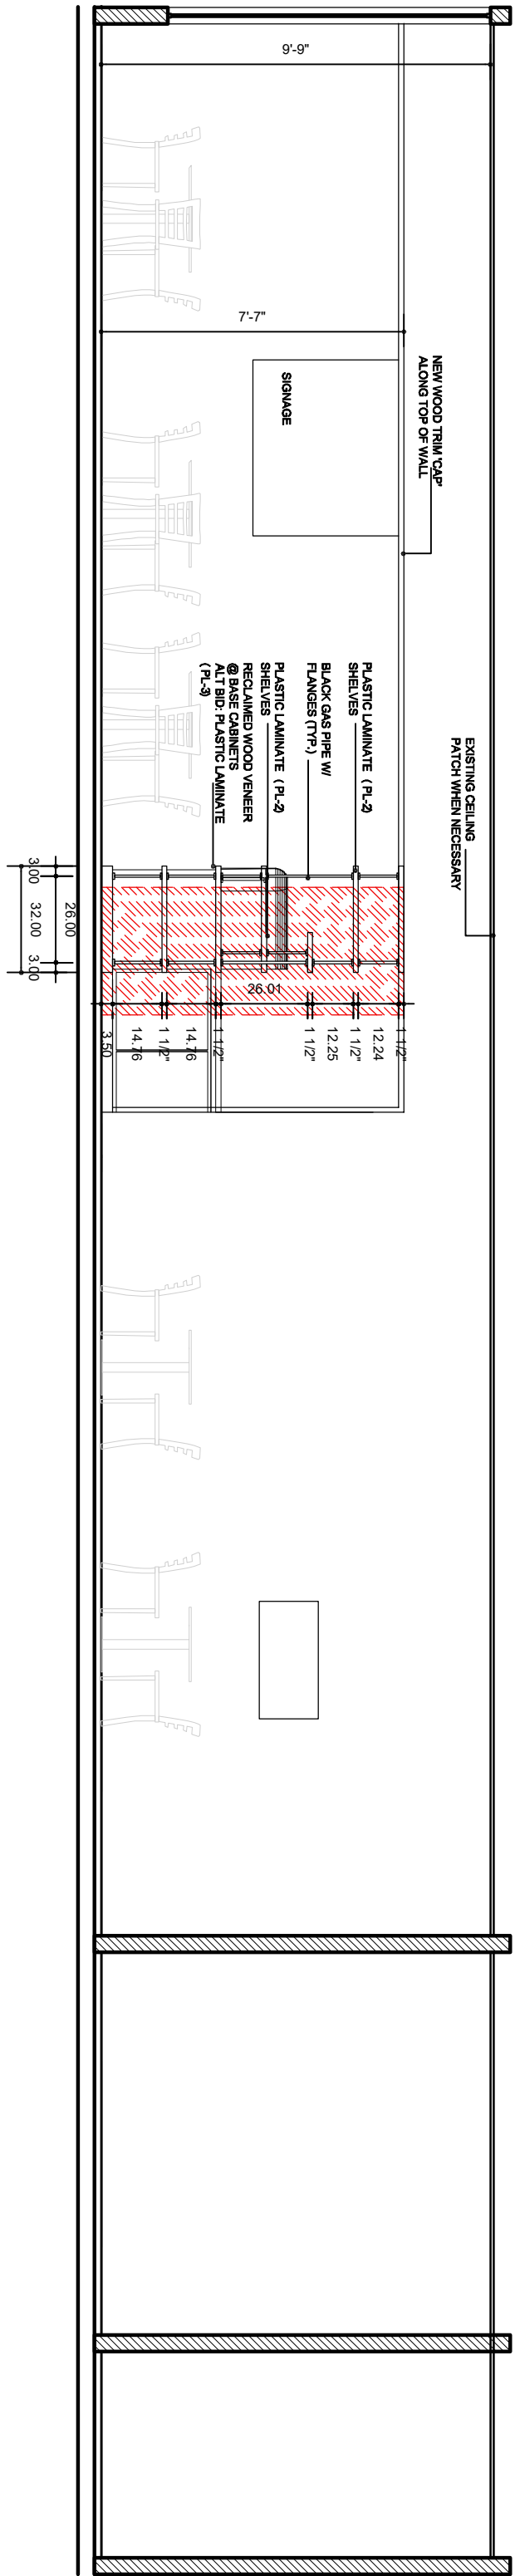 9'-9"
7'-7"
NEW WOOD TRIM 'CAP'
ALONG TOP OF WALL
SIGNAGE
EXISTING CEILING
PATCH WHEN NECESSARY
PLASTIC LAMINATE (PL-2)
SHELVES
BLACK GAS PIPE W/
FLANGES (TYP.)
PLASTIC LAMINATE (PL-2)
SHELVES
RECLAIMED WOOD VENEER
@ BASE CABINETS
ALT BID: PLASTIC LAMINATE
(PL-3)
1 1/2"
12.24
1 1/2"
12.25
1 1/2"
26.01
1 1/2"
14.76
1 1/2"
14.76
3.50
3.00
26.00
3.00
32.00